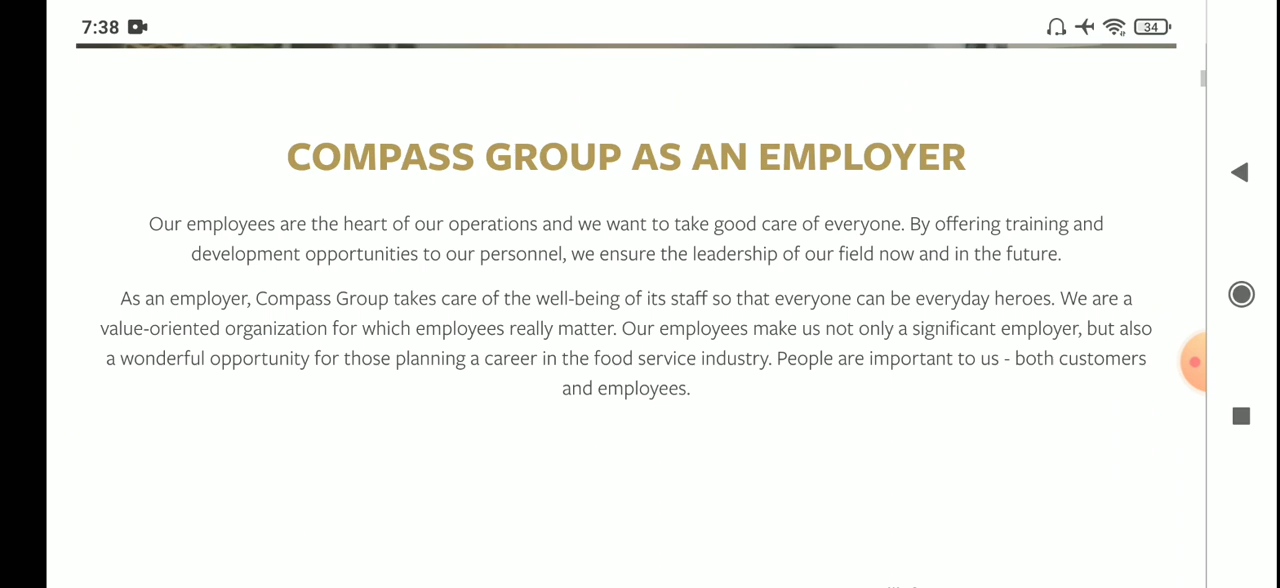 7:38
34
COMPASS GROUP AS AN EMPLOYER
Our employees are the heart of our operations and we want to take good care of everyone. By offering training and
development opportunities to our personnel, we ensure the leadership of our field now and in the future.
As an employer, Compass Group takes care of the well-being of its staff so that everyone can be everyday heroes. We are a
value-oriented organization for which employees really matter. Our employees make us not only a significant employer, but also
a wonderful opportunity for those planning a career in the food service industry. People are important to us - both customers
and employees.